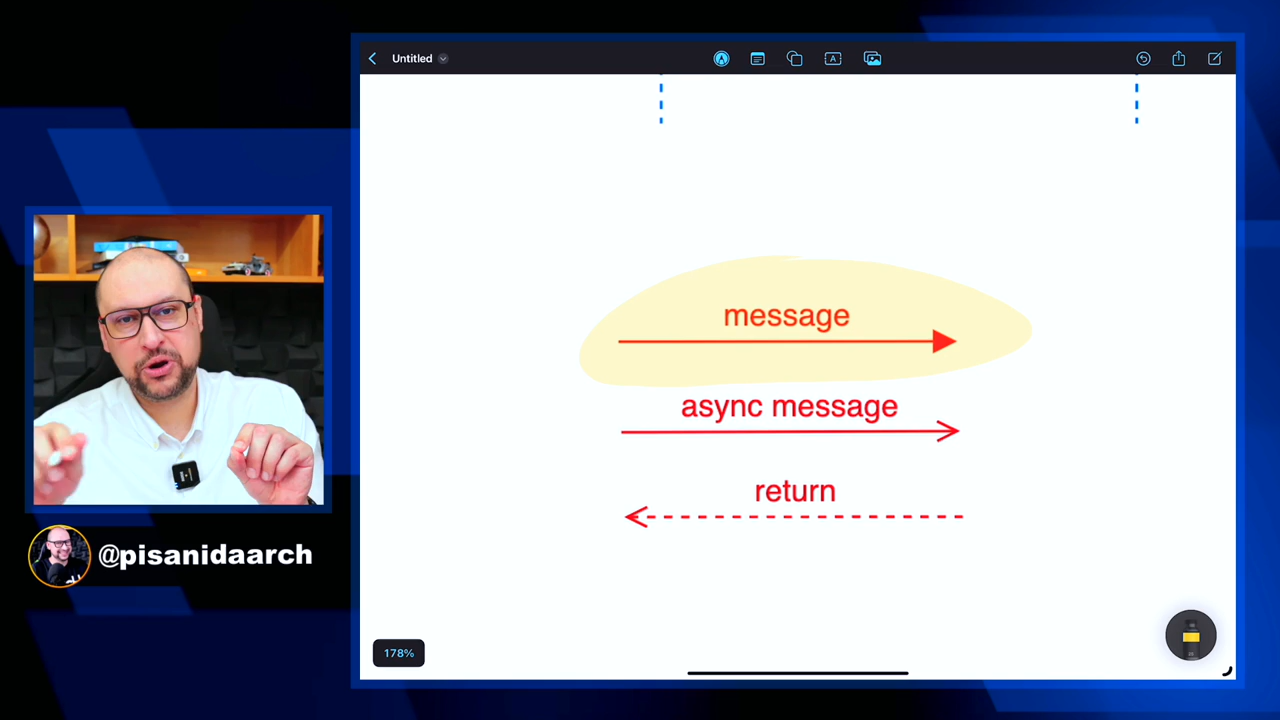 Untitled
message
async message
return
@pisanidaarch
178%